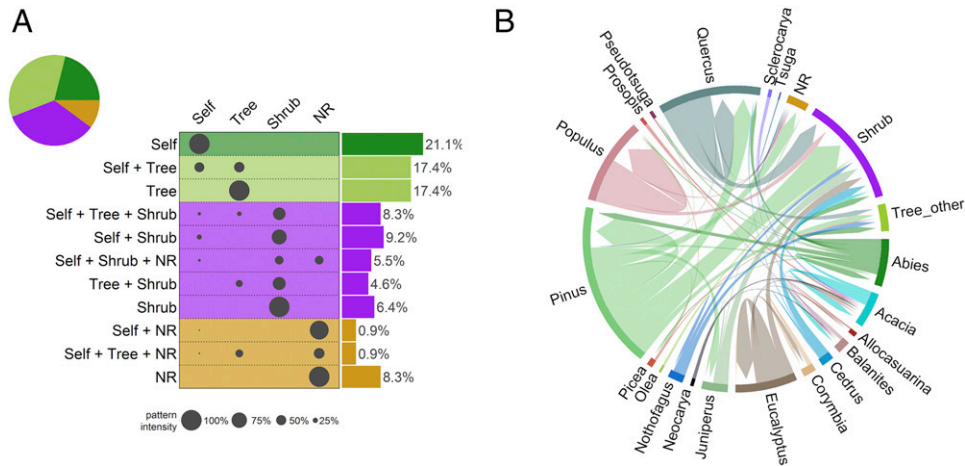 A
B
Self
Tree
Shrub
NR
Self 21.1%
Self + Tree 17.4%
Tree 17.4%
Self + Tree + Shrub 8.3%
Self + Shrub 9.2%
Self + Shrub + NR 5.5%
Tree + Shrub 4.6%
Shrub 6.4%
Self + NR 0.9%
Self + Tree + NR 0.9%
NR 8.3%
pattern
intensity
100% 75% 50% 25%
Pseudotsuga
Prosopis
Populus
Quercus
Sclerocarya
Tsuga
NR
Shrub
Tree_other
Abies
Acacia
Allocasuarina
Balanites
Cedrus
Corymbia
Eucalyptus
Juniperus
Neocarya
Nothofagus
Olea
Picea
Pinus